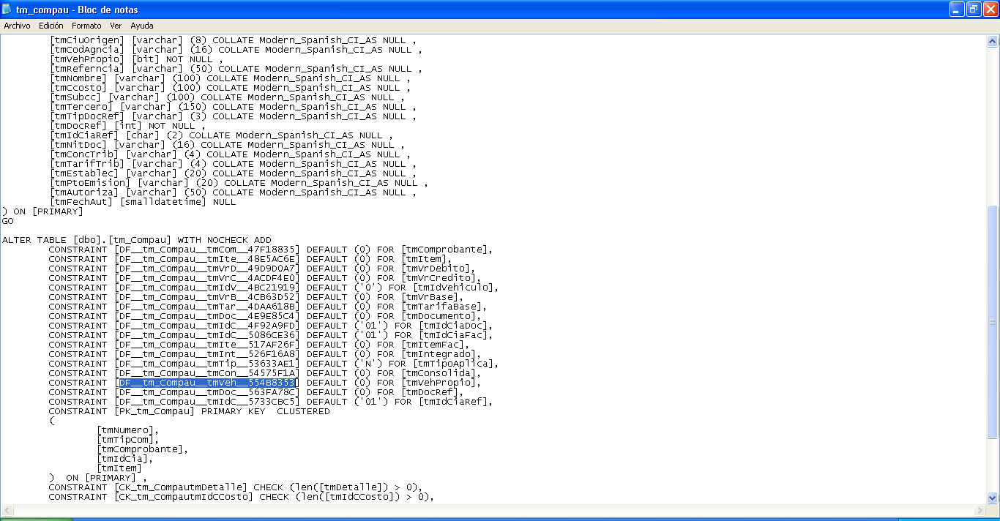 tm_compau - Bloc de notas
Archivo Edición Formato Ver Ayuda
[tmCiuOrigen] [varchar] (8) COLLATE Modern_Spanish_CI_AS NULL ,
[tmCodAgncia] [varchar] (16) COLLATE Modern_Spanish_CI_AS NULL ,
[tmVehPropio] [bit] NOT NULL ,
[tmReferncia] [varchar] (50) COLLATE Modern_Spanish_CI_AS NULL ,
[tmNombre] [varchar] (100) COLLATE Modern_Spanish_CI_AS NULL ,
[tmCcosto] [varchar] (100) COLLATE Modern_Spanish_CI_AS NULL ,
[tmSubcc] [varchar] (100) COLLATE Modern_Spanish_CI_AS NULL ,
[tmTercero] [varchar] (150) COLLATE Modern_Spanish_CI_AS NULL ,
[tmTipDocRef] [varchar] (3) COLLATE Modern_Spanish_CI_AS NULL ,
[tmDocRef] [int] NOT NULL ,
[tmIdCiaRef] [char] (2) COLLATE Modern_Spanish_CI_AS NULL ,
[tmNitDoc] [varchar] (16) COLLATE Modern_Spanish_CI_AS NULL ,
[tmConcTrib] [varchar] (4) COLLATE Modern_Spanish_CI_AS NULL ,
[tmTarifTrib] [varchar] (4) COLLATE Modern_Spanish_CI_AS NULL ,
[tmEstablec] [varchar] (20) COLLATE Modern_Spanish_CI_AS NULL ,
[tmPtoEmision] [varchar] (20) COLLATE Modern_Spanish_CI_AS NULL ,
[tmAutoriza] [varchar] (50) COLLATE Modern_Spanish_CI_AS NULL ,
[tmFechAut] [smalldatetime] NULL
) ON [PRIMARY]
GO
ALTER TABLE [dbo].[tm_Compau] WITH NOCHECK ADD
CONSTRAINT [DF__tm_Compau__tmCom__47F18835] DEFAULT (0) FOR [tmComprobante],
CONSTRAINT [DF__tm_Compau__tmIte__48E5AC6E] DEFAULT (0) FOR [tmItem],
CONSTRAINT [DF__tm_Compau__tmVrD__49D9D0A7] DEFAULT (0) FOR [tmVrDebito],
CONSTRAINT [DF__tm_Compau__tmVrC__4ACDF4E0] DEFAULT (0) FOR [tmVrCredito],
CONSTRAINT [DF__tm_Compau__tmIdV__4BC21919] DEFAULT ('0') FOR [tmIdVehiculo],
CONSTRAINT [DF__tm_Compau__tmVrB__4CB63D52] DEFAULT (0) FOR [tmVrBase],
CONSTRAINT [DF__tm_Compau__tmTar__4DAA618B] DEFAULT (0) FOR [tmTarifaBase],
CONSTRAINT [DF__tm_Compau__tmDoc__4E9E85C4] DEFAULT (0) FOR [tmDocumento],
CONSTRAINT [DF__tm_Compau__tmIdC__4F92A9FD] DEFAULT ('01') FOR [tmIdCiaDoc],
CONSTRAINT [DF__tm_Compau__tmIdC__5086CE36] DEFAULT ('01') FOR [tmIdCiaFac],
CONSTRAINT [DF__tm_Compau__tmIte__517AF26F] DEFAULT (0) FOR [tmItemFac],
CONSTRAINT [DF__tm_Compau__tmInt__526F16A8] DEFAULT (0) FOR [tmIntegrado],
CONSTRAINT [DF__tm_Compau__tmTip__53633AE1] DEFAULT ('N') FOR [tmTipoAplica],
CONSTRAINT [DF__tm_Compau__tmCon__54575F1A] DEFAULT (0) FOR [tmConsolida],
CONSTRAINT [DF__tm_Compau__tmVeh__554B8353] DEFAULT (0) FOR [tmVehPropio],
CONSTRAINT [DF__tm_Compau__tmDoc__563FA78C] DEFAULT (0) FOR [tmDocRef],
CONSTRAINT [DF__tm_Compau__tmIdC__5733CBC5] DEFAULT ('01') FOR [tmIdCiaRef],
CONSTRAINT [PK_tm_Compau] PRIMARY KEY  CLUSTERED
(
[tmNumero],
[tmTipCom],
[tmComprobante],
[tmIdCia],
[tmItem]
)  ON [PRIMARY] ,
CONSTRAINT [CK_tm_CompautmDetalle] CHECK (len([tmDetalle]) > 0),
CONSTRAINT [CK_tm_CompautmIdCCosto] CHECK (len([tmIdCCosto]) > 0),